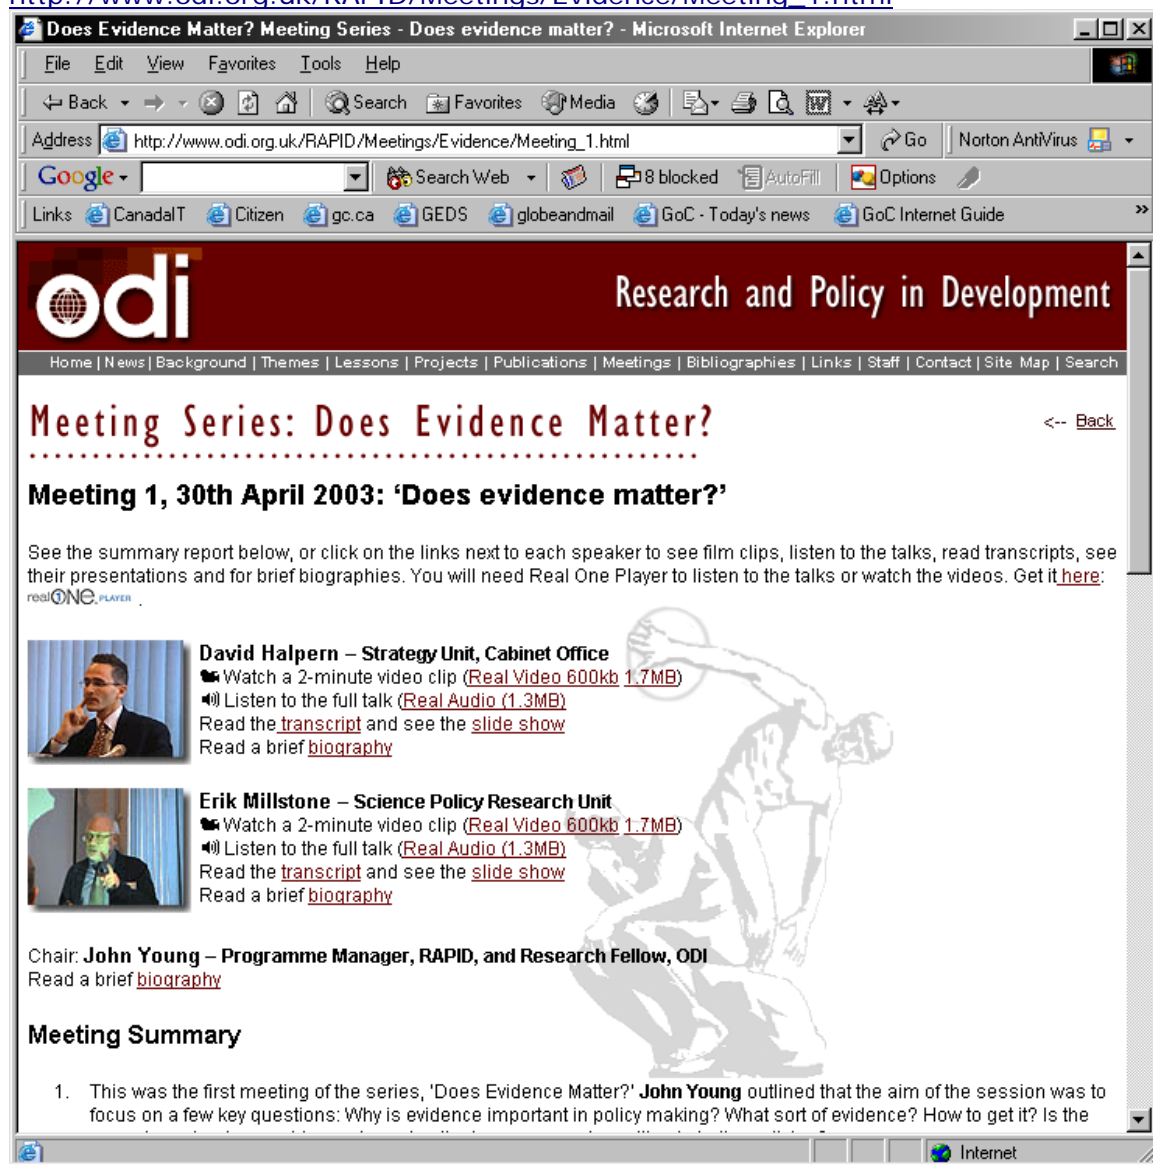 http://www.odi.org.uk/RAPID/Meetings/Evidence/Meeting_1.html
Does Evidence Matter? Meeting Series - Does evidence matter? - Microsoft Internet Explorer
File Edit View Favorites Tools Help
Back Search Favorites Media
Address http://www.odi.org.uk/RAPID/Meetings/Evidence/Meeting_1.html Go Norton AntiVirus
Google Search Web 8 blocked AutoFill Options
Links CanadaIT Citizen gc.ca GEDS globeandmail GoC - Today's news GoC Internet Guide »
odi Research and Policy in Development
Home | News | Background | Themes | Lessons | Projects | Publications | Meetings | Bibliographies | Links | Staff | Contact | Site Map | Search
Meeting Series: Does Evidence Matter?
<-- Back
Meeting 1, 30th April 2003: ‘Does evidence matter?’
See the summary report below, or click on the links next to each speaker to see film clips, listen to the talks, read transcripts, see
their presentations and for brief biographies. You will need Real One Player to listen to the talks or watch the videos. Get it here:
real ONE PLAYER .
David Halpern – Strategy Unit, Cabinet Office
Watch a 2-minute video clip (Real Video 600kb 1.7MB)
Listen to the full talk (Real Audio (1.3MB)
Read the transcript and see the slide show
Read a brief biography
Erik Millstone – Science Policy Research Unit
Watch a 2-minute video clip (Real Video 600kb 1.7MB)
Listen to the full talk (Real Audio (1.3MB)
Read the transcript and see the slide show
Read a brief biography
Chair: John Young – Programme Manager, RAPID, and Research Fellow, ODI
Read a brief biography
Meeting Summary
1. This was the first meeting of the series, 'Does Evidence Matter?' John Young outlined that the aim of the session was to
focus on a few key questions: Why is evidence important in policy making? What sort of evidence? How to get it? Is the
Internet